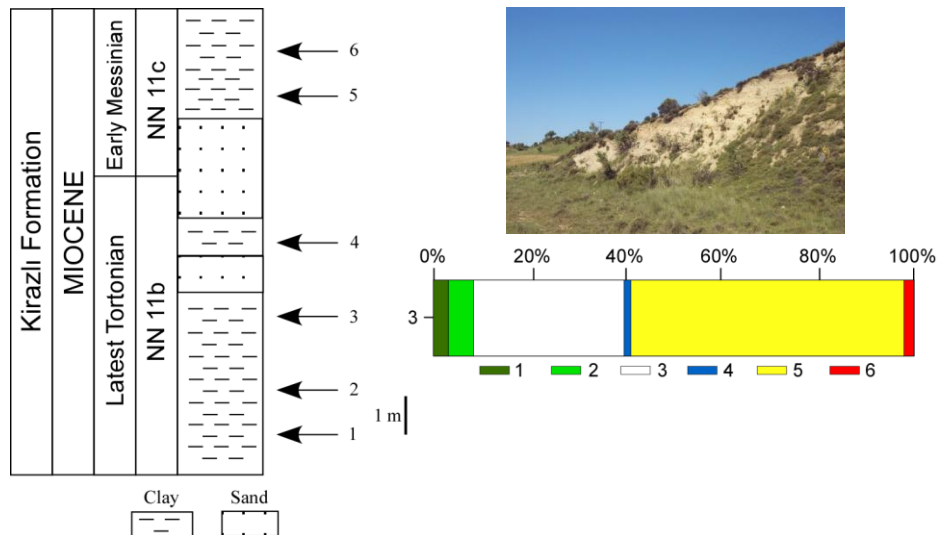 Kirazlı Formation
MIOCENE
Early Messinian
Latest Tortonian
NN 11c
NN 11b
6
5
4
3
2
1
1 m
Clay Sand
0% 20% 40% 60% 80% 100%
3
1 2 3 4 5 6